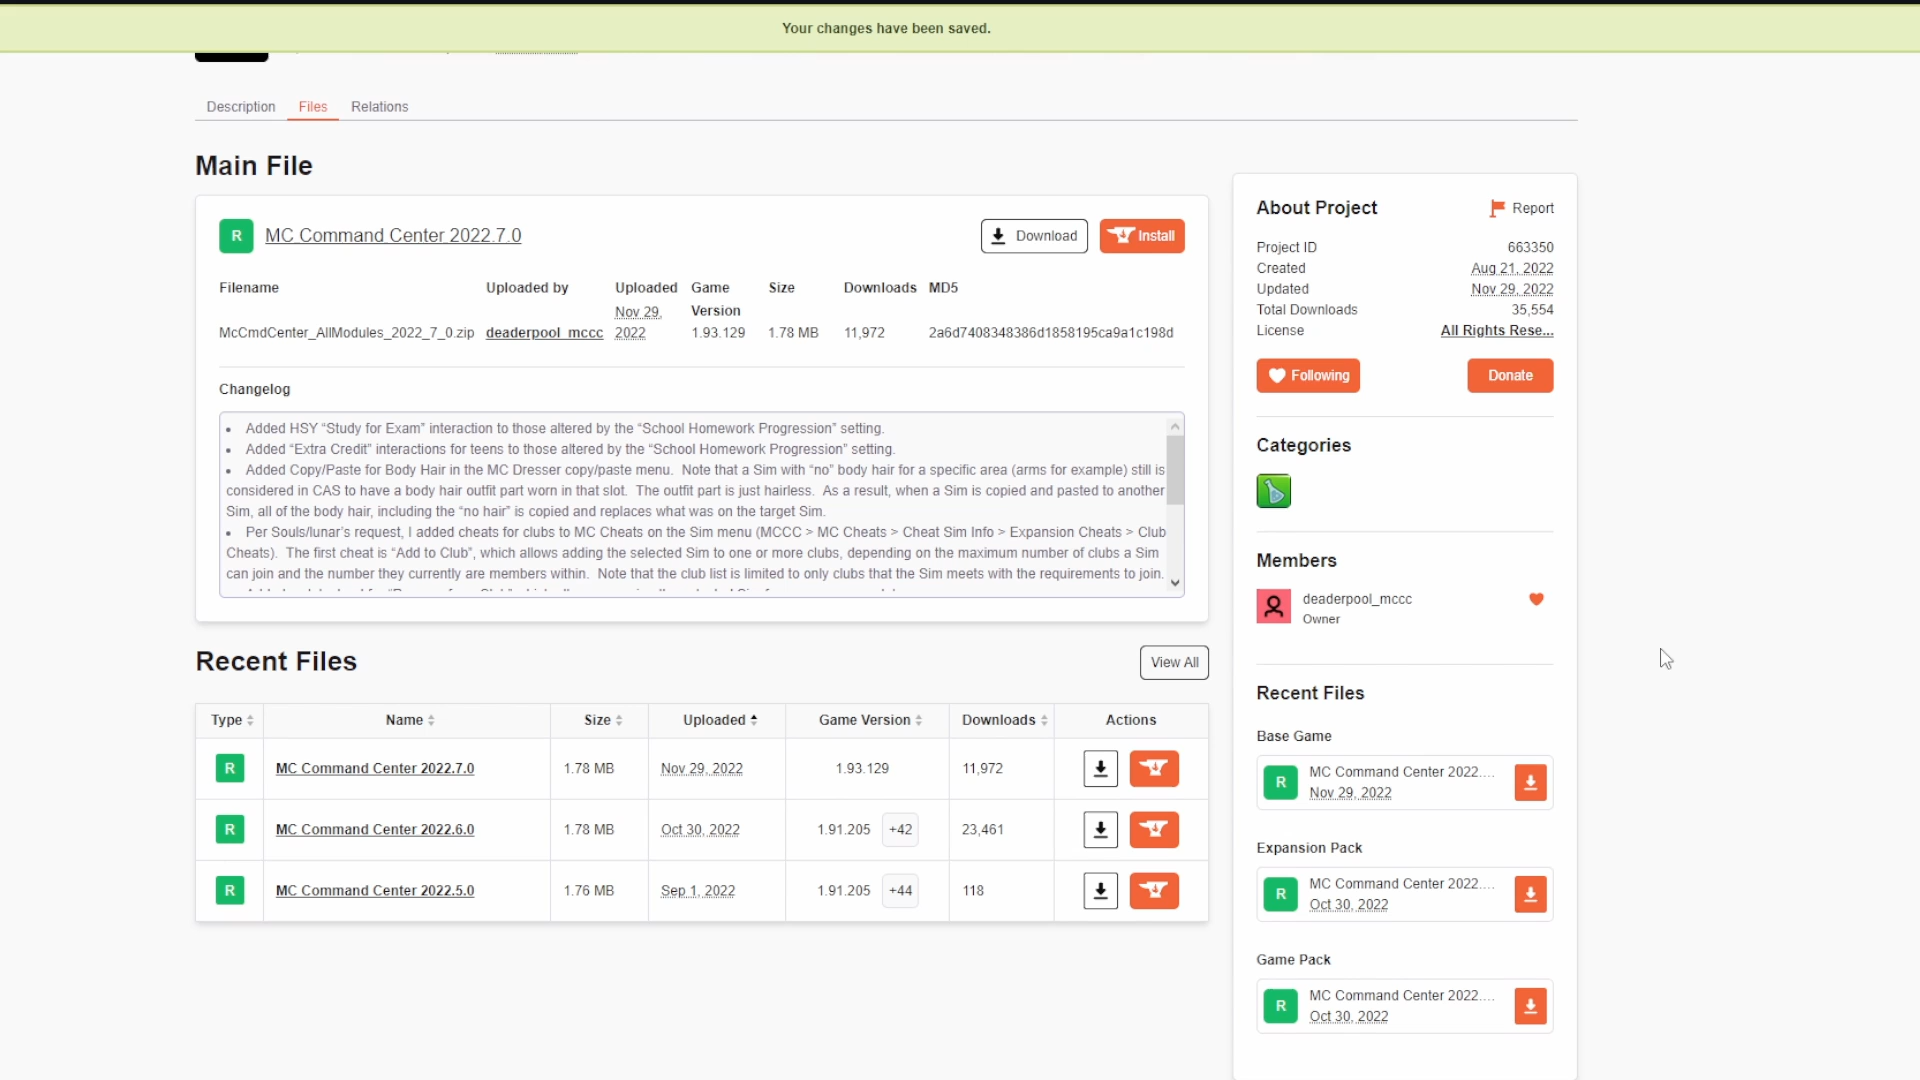 Your changes have been saved.
Description Files Relations
Main File
R MC Command Center 2022.7.0 Download Install
Filename Uploaded by Uploaded Game Size Downloads MD5
Nov 29, Version
McCmdCenter_AllModules_2022_7_0.zip deaderpool_mccc 2022 1.93.129 1.78 MB 11,972 2a6d7408348386d1858195ca9a1c198d
Changelog
• Added HSY “Study for Exam” interaction to those altered by the “School Homework Progression” setting.
• Added “Extra Credit” interactions for teens to those altered by the “School Homework Progression” setting.
• Added Copy/Paste for Body Hair in the MC Dresser copy/paste menu. Note that a Sim with “no” body hair for a specific area (arms for example) still is
considered in CAS to have a body hair outfit part worn in that slot. The outfit part is just hairless. As a result, when a Sim is copied and pasted to another
Sim, all of the body hair, including the “no hair” is copied and replaces what was on the target Sim.
• Per Souls/lunar’s request, I added cheats for clubs to MC Cheats on the Sim menu (MCCC > MC Cheats > Cheat Sim Info > Expansion Cheats > Club
Cheats). The first cheat is “Add to Club”, which allows adding the selected Sim to one or more clubs, depending on the maximum number of clubs a Sim
can join and the number they currently are members within. Note that the club list is limited to only clubs that the Sim meets with the requirements to join.
Recent Files View All
Type Name Size Uploaded Game Version Downloads Actions
R MC Command Center 2022.7.0 1.78 MB Nov 29, 2022 1.93.129 11,972
R MC Command Center 2022.6.0 1.78 MB Oct 30, 2022 1.91.205 +42 23,461
R MC Command Center 2022.5.0 1.76 MB Sep 1, 2022 1.91.205 +44 118
About Project Report
Project ID 663350
Created Aug 21, 2022
Updated Nov 29, 2022
Total Downloads 35,554
License All Rights Rese...
Following Donate
Categories
Members
deaderpool_mccc
Owner
Recent Files
Base Game
R MC Command Center 2022....
Nov 29, 2022
Expansion Pack
R MC Command Center 2022....
Oct 30, 2022
Game Pack
R MC Command Center 2022....
Oct 30, 2022